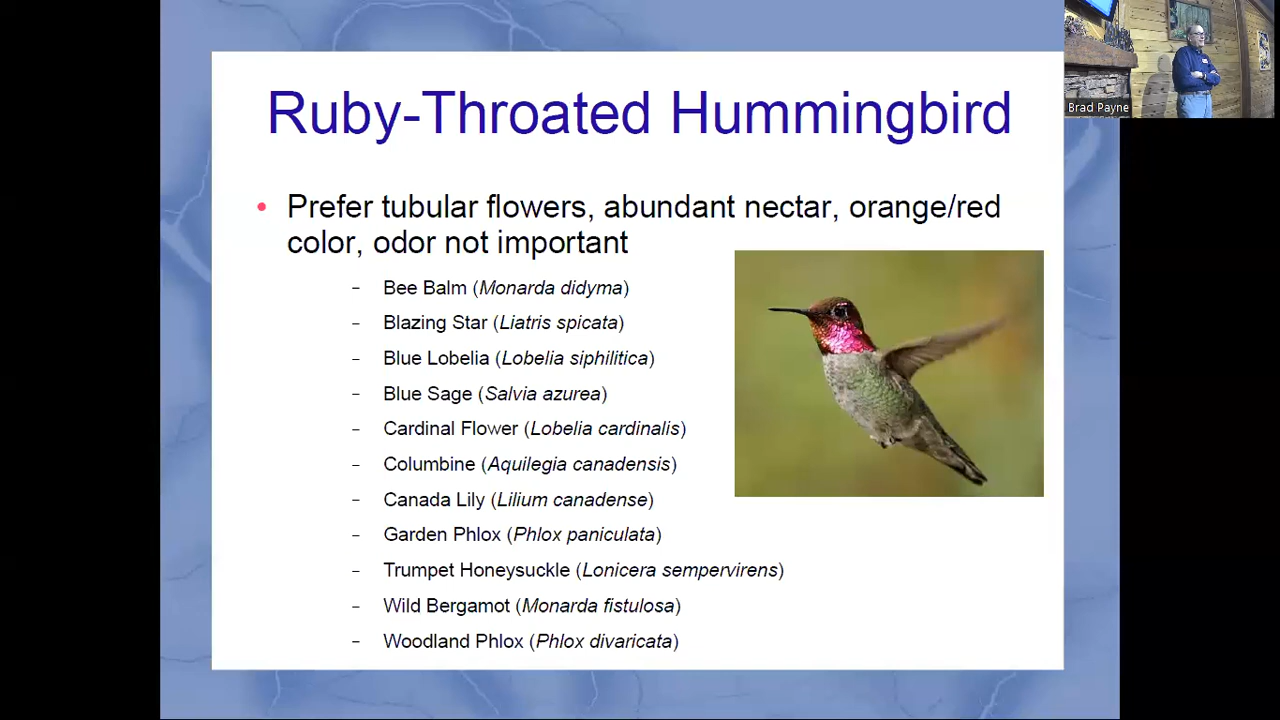 Ruby-Throated Hummingbird
• Prefer tubular flowers, abundant nectar, orange/red
color, odor not important
– Bee Balm (Monarda didyma)
– Blazing Star (Liatris spicata)
– Blue Lobelia (Lobelia siphilitica)
– Blue Sage (Salvia azurea)
– Cardinal Flower (Lobelia cardinalis)
– Columbine (Aquilegia canadensis)
– Canada Lily (Lilium canadense)
– Garden Phlox (Phlox paniculata)
– Trumpet Honeysuckle (Lonicera sempervirens)
– Wild Bergamot (Monarda fistulosa)
– Woodland Phlox (Phlox divaricata)
Brad Payne